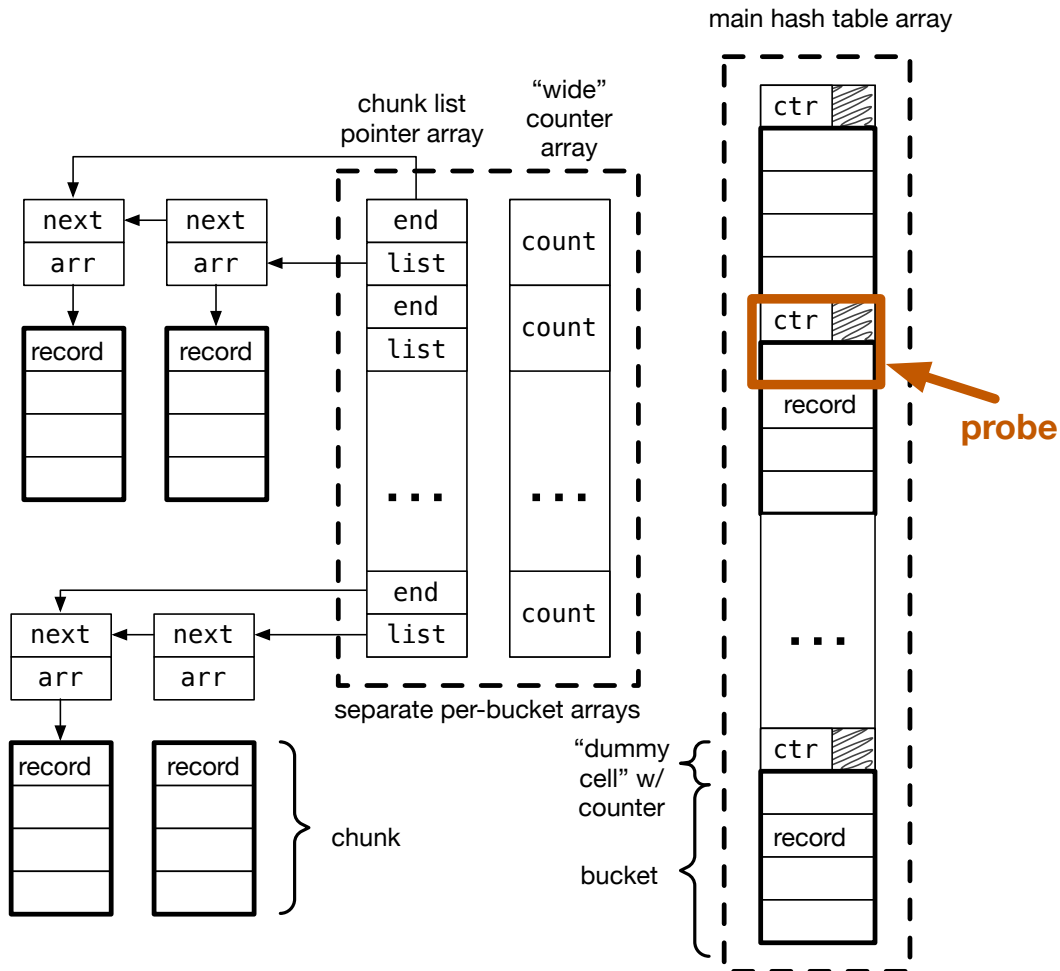 main hash table array
chunk list
pointer array
“wide”
counter
array
ctr
next
next
end
count
arr
arr
list
end
count
ctr
list
record
record
record
probe
...
...
end
count
next
next
list
...
arr
arr
separate per-bucket arrays
“dummy
cell” w/
counter
ctr
record
record
chunk
record
bucket